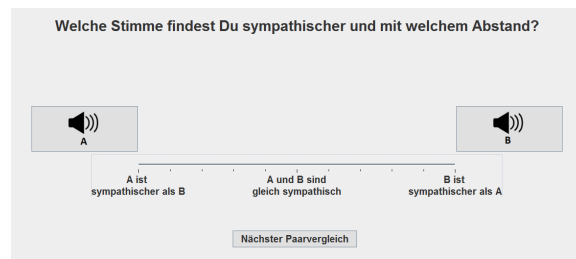 Welche Stimme findest Du sympathischer und mit welchem Abstand?
A
B
A ist
sympathischer als B
A und B sind
gleich sympathisch
B ist
sympathischer als A
Nächster Paarvergleich